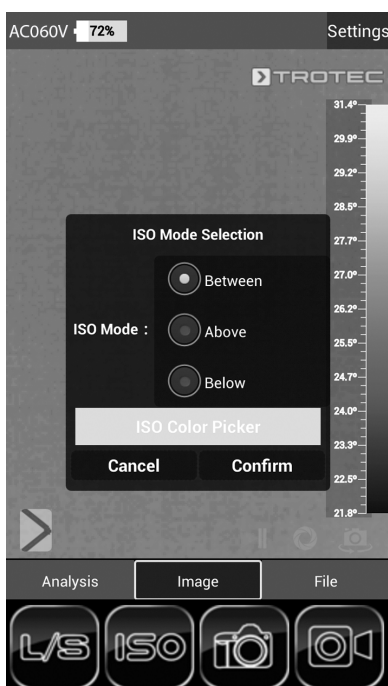 AC060V 72% Settings
TROTEC
31.4°
29.9°
29.2°
28.5°
ISO Mode Selection
27.7°
27.0°
Between
26.2°
ISO Mode :
Above
25.5°
24.7°
Below
24.0°
ISO Color Picker
23.3°
Cancel Confirm
22.5°
21.8°
Analysis Image File
L/S ISO